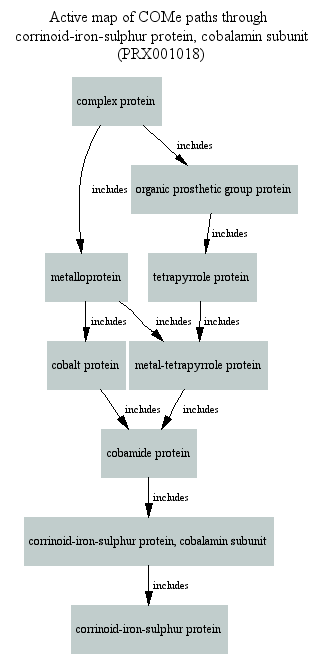 Active map of COMe paths through
corrinoid-iron-sulphur protein, cobalamin subunit
(PRX001018)
complex protein
includes
organic prosthetic group protein
includes
includes
metalloprotein
tetrapyrrole protein
includes
includes
includes
cobalt protein
metal-tetrapyrrole protein
includes
includes
cobamide protein
includes
corrinoid-iron-sulphur protein, cobalamin subunit
includes
corrinoid-iron-sulphur protein